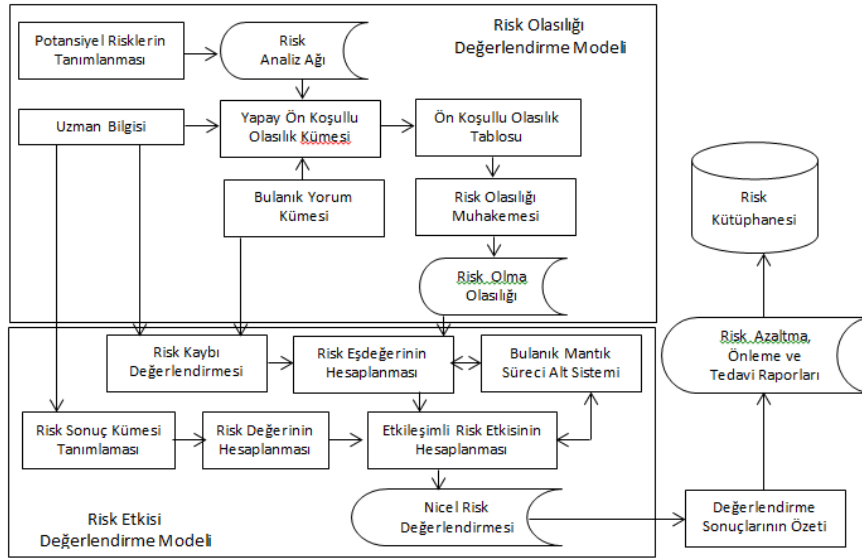 Risk Olasılığı
Değerlendirme Modeli
Potansiyel Risklerin
Tanımlanması
Risk
Analiz Ağı
Uzman Bilgisi
Yapay Ön Koşullu
Olasılık Kümesi
Ön Koşullu Olasılık
Tablosu
Bulanık Yorum
Kümesi
Risk Olasılığı
Muhakemesi
Risk
Kütüphanesi
Risk Olma
Olasılığı
Risk Kaybı
Değerlendirmesi
Risk Eşdeğerinin
Hesaplanması
Bulanık Mantık
Süreci Alt Sistemi
Risk Azaltma,
Önleme ve
Tedavi Raporları
Risk Sonuç Kümesi
Tanımlaması
Risk Değerinin
Hesaplanması
Etkileşimli Risk Etkisinin
Hesaplanması
Risk Etkisi
Değerlendirme Modeli
Nicel Risk
Değerlendirmesi
Değerlendirme
Sonuçlarının Özeti